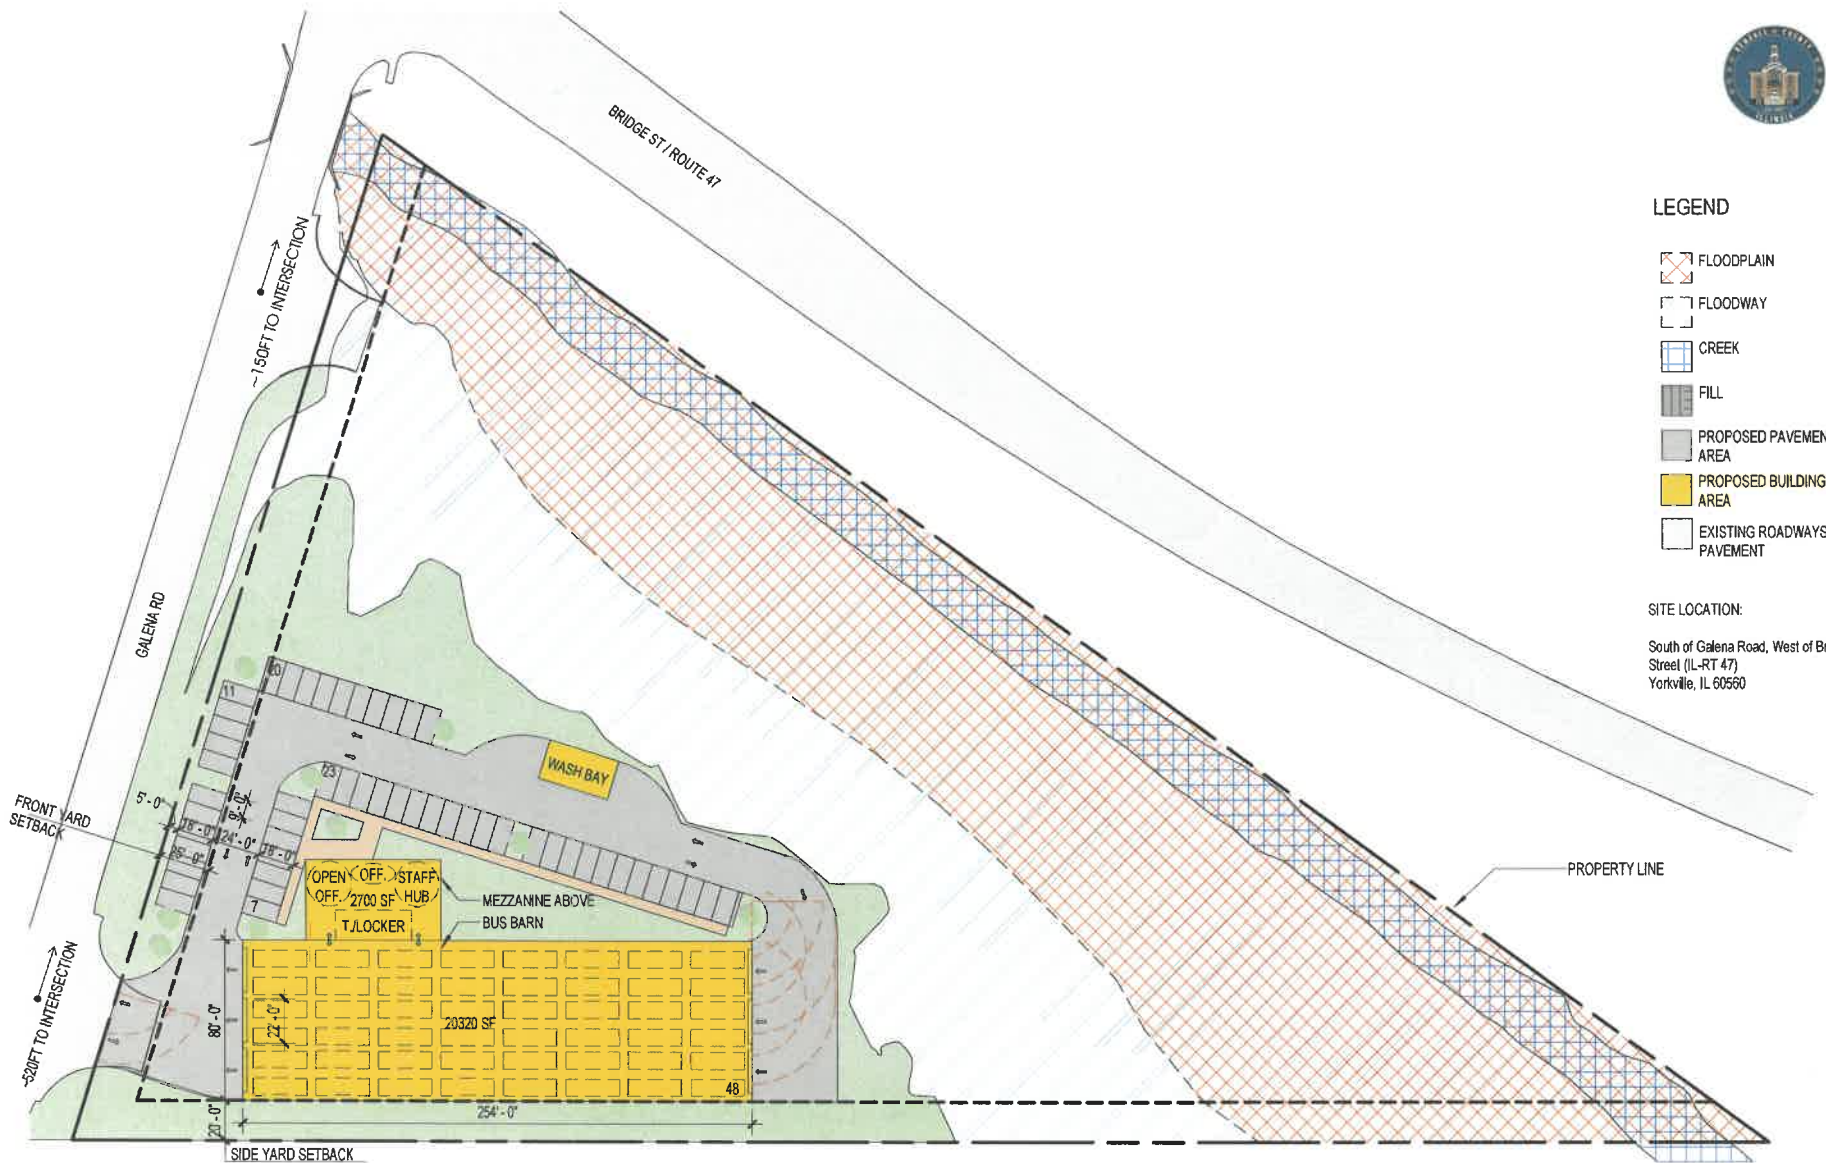 KENDALL COUNTY
ILLINOIS
BRIDGE ST / ROUTE 47
LEGEND
FLOODPLAIN
FLOODWAY
CREEK
FILL
PROPOSED PAVEMEN
AREA
PROPOSED BUILDING
AREA
EXISTING ROADWAYS
PAVEMENT
SITE LOCATION:
South of Galena Road, West of Br
Street (IL-RT 47)
Yorkville, IL 60560
~150FT TO INTERSECTION
GALENA RD
20
11
23
WASH BAY
5'-0"
FRONT YARD
SETBACK
18'-0"
24'-0"
18'-0"
9'-0"
25'-0"
7
OPEN
OFF.
OFF.
STAFF
HUB
2700 SF
T./LOCKER
MEZZANINE ABOVE
BUS BARN
PROPERTY LINE
~520FT TO INTERSECTION
80'-0"
22'-0"
20320 SF
48
254'-0"
20'-0"
SIDE YARD SETBACK